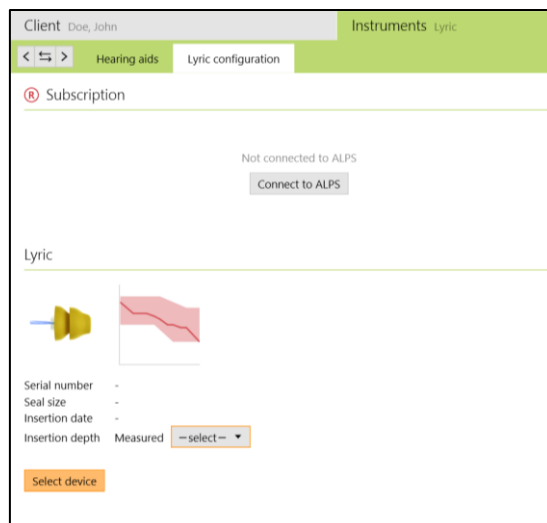 Client Doe, John
Instruments Lyric
< ⇆ > Hearing aids Lyric configuration
R Subscription
Not connected to ALPS
Connect to ALPS
Lyric
Serial number -
Seal size -
Insertion date -
Insertion depth Measured —select—
Select device